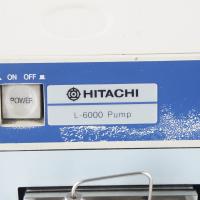 ON OFF
POWER
HITACHI
L-6000 Pump